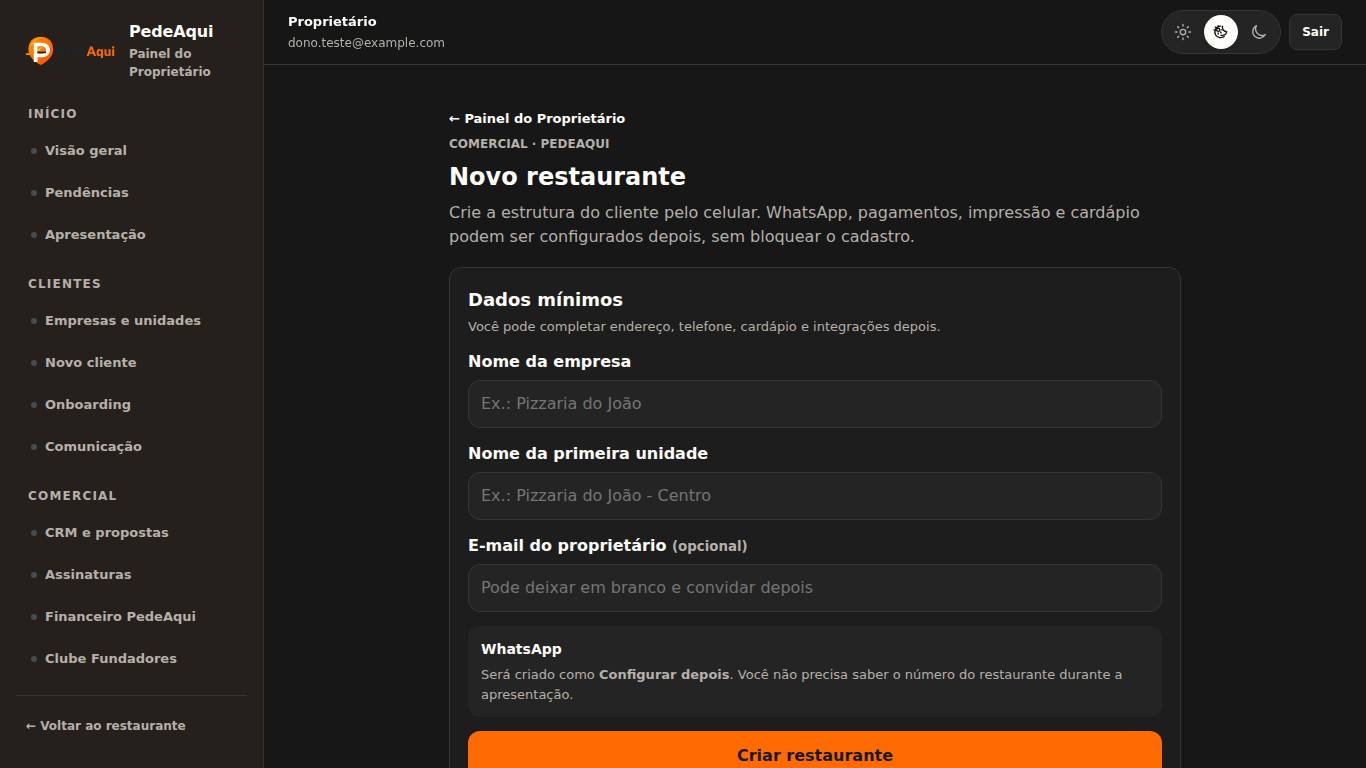 Aqui
PedeAqui
Painel do
Proprietário
INÍCIO
Visão geral
Pendências
Apresentação
CLIENTES
Empresas e unidades
Novo cliente
Onboarding
Comunicação
COMERCIAL
CRM e propostas
Assinaturas
Financeiro PedeAqui
Clube Fundadores
← Voltar ao restaurante
Proprietário
dono.teste@example.com
Sair
← Painel do Proprietário
COMERCIAL · PEDEAQUI
Novo restaurante
Crie a estrutura do cliente pelo celular. WhatsApp, pagamentos, impressão e cardápio
podem ser configurados depois, sem bloquear o cadastro.
Dados mínimos
Você pode completar endereço, telefone, cardápio e integrações depois.
Nome da empresa
Ex.: Pizzaria do João
Nome da primeira unidade
Ex.: Pizzaria do João - Centro
E-mail do proprietário (opcional)
Pode deixar em branco e convidar depois
WhatsApp
Será criado como Configurar depois. Você não precisa saber o número do restaurante durante a
apresentação.
Criar restaurante